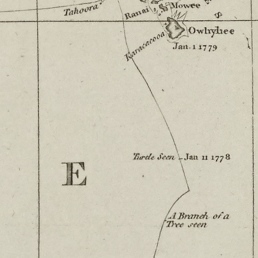 Mowee
Tahoora
Ranai
Owhyhee
Karacacooa
Jan. 1 1779
Turtle Seen
Jan 11 1778
E
A Branch of a
Tree seen